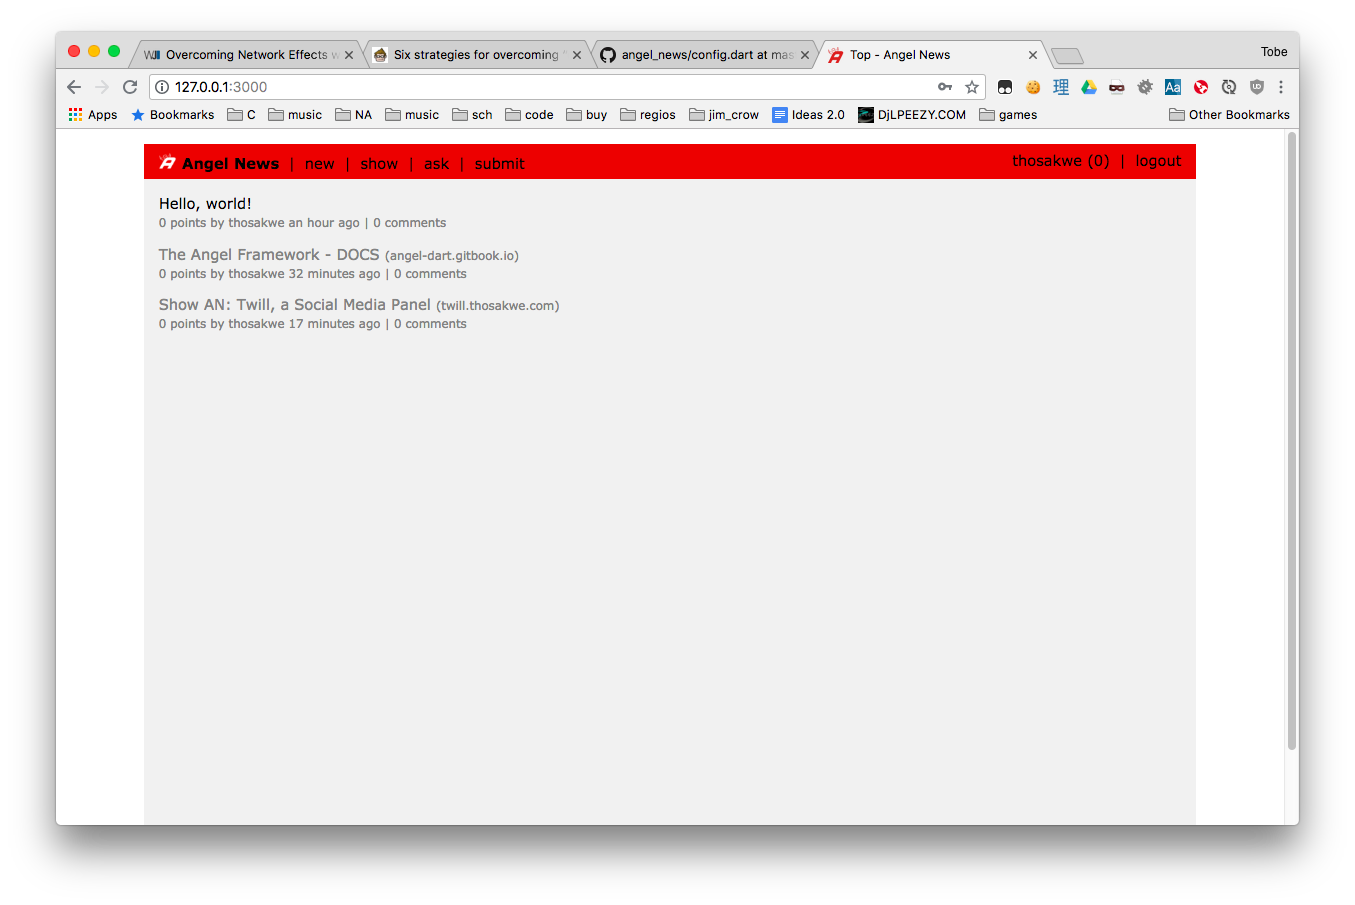 Overcoming Network Effects w
Six strategies for overcoming "
angel_news/config.dart at mas
Top - Angel News
Tobe
127.0.0.1:3000
理
Aa
Apps
Bookmarks
C
music
NA
music
sch
code
buy
regios
jim_crow
Ideas 2.0
DjLPEEZY.COM
games
Other Bookmarks
Angel News | new | show | ask | submit
thosakwe (0) | logout
Hello, world!
0 points by thosakwe an hour ago | 0 comments
The Angel Framework - DOCS (angel-dart.gitbook.io)
0 points by thosakwe 32 minutes ago | 0 comments
Show AN: Twill, a Social Media Panel (twill.thosakwe.com)
0 points by thosakwe 17 minutes ago | 0 comments